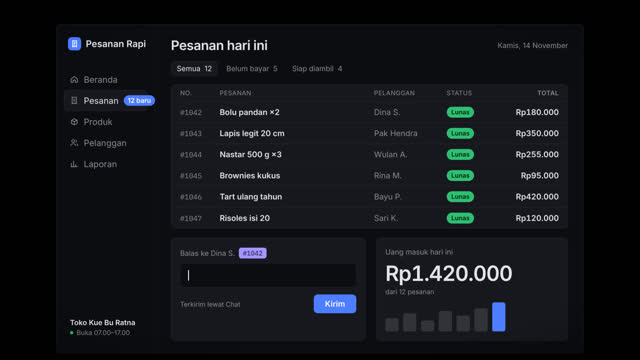 Pesanan Rapi
Beranda
Pesanan 12 baru
Produk
Pelanggan
Laporan
Toko Kue Bu Ratna
Buka 07.00–17.00
Pesanan hari ini
Kamis, 14 November
Semua 12 Belum bayar 5 Siap diambil 4
NO. PESANAN PELANGGAN STATUS TOTAL
#1042 Bolu pandan ×2 Dina S. Lunas Rp180.000
#1043 Lapis legit 20 cm Pak Hendra Lunas Rp350.000
#1044 Nastar 500 g ×3 Wulan A. Lunas Rp255.000
#1045 Brownies kukus Rina M. Lunas Rp95.000
#1046 Tart ulang tahun Bayu P. Lunas Rp420.000
#1047 Risoles isi 20 Sari K. Lunas Rp120.000
Balas ke Dina S. #1042
Terkirim lewat Chat Kirim
Uang masuk hari ini
Rp1.420.000
dari 12 pesanan